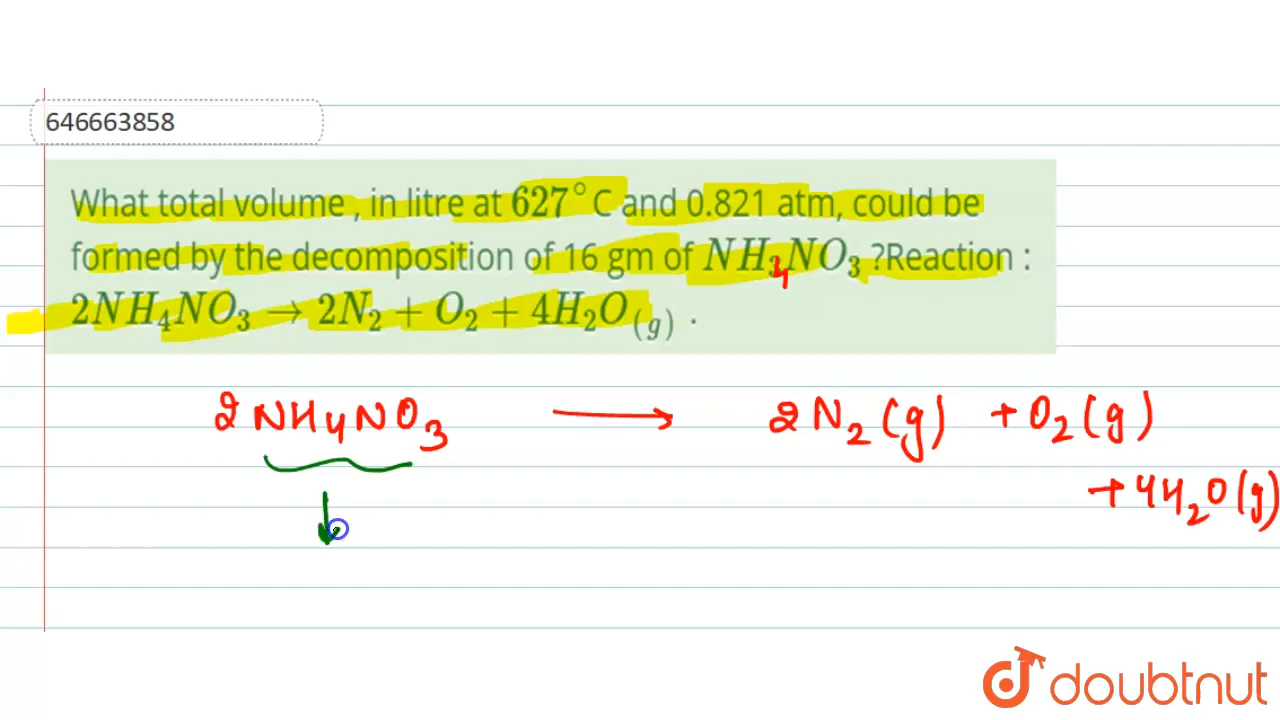 646663858
What total volume , in litre at 627°C and 0.821 atm, could be
formed by the decomposition of 16 gm of NH₄NO₃ ?Reaction :
2NH₄NO₃ → 2N₂ + O₂ + 4H₂O₍g₎ .
2NH₄NO₃ → 2N₂(g) + O₂(g)
+ 4H₂O(g)
doubtnut